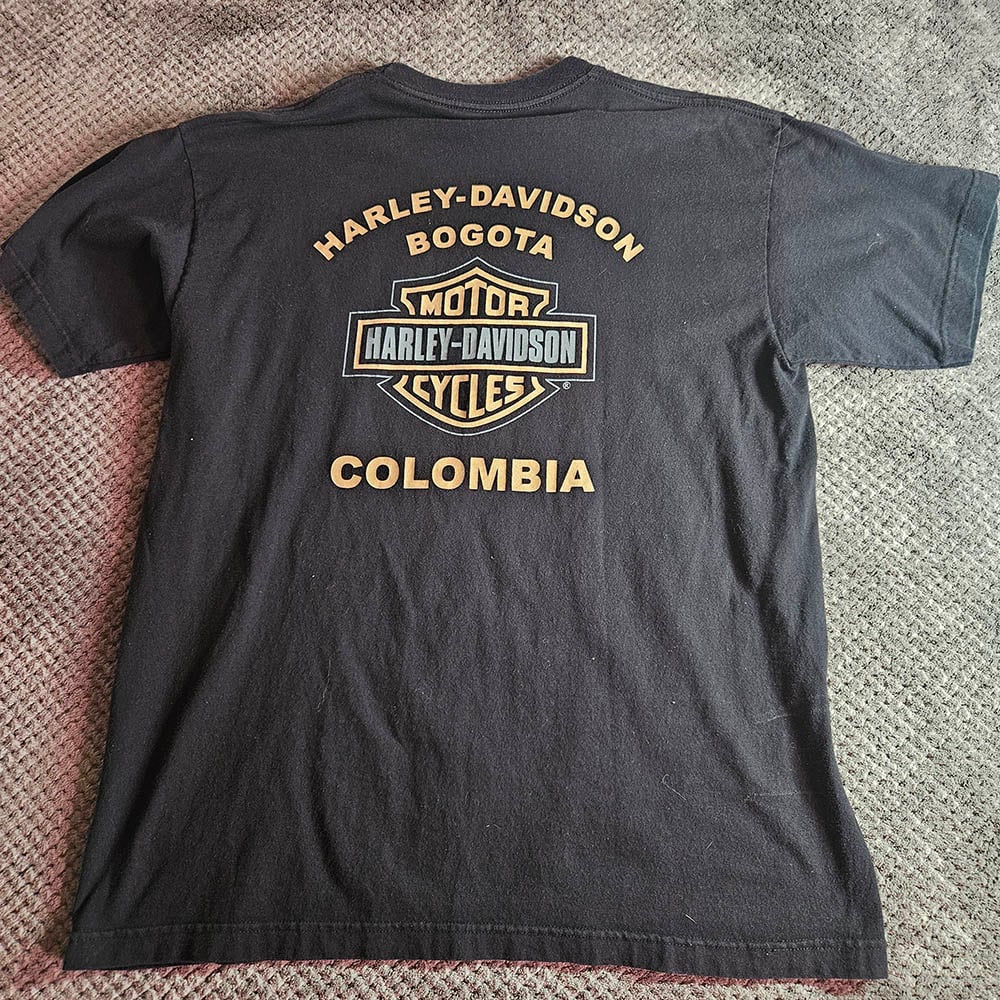 HARLEY-DAVIDSON
BOGOTA
MOTOR
HARLEY-DAVIDSON
CYCLES
®
COLOMBIA